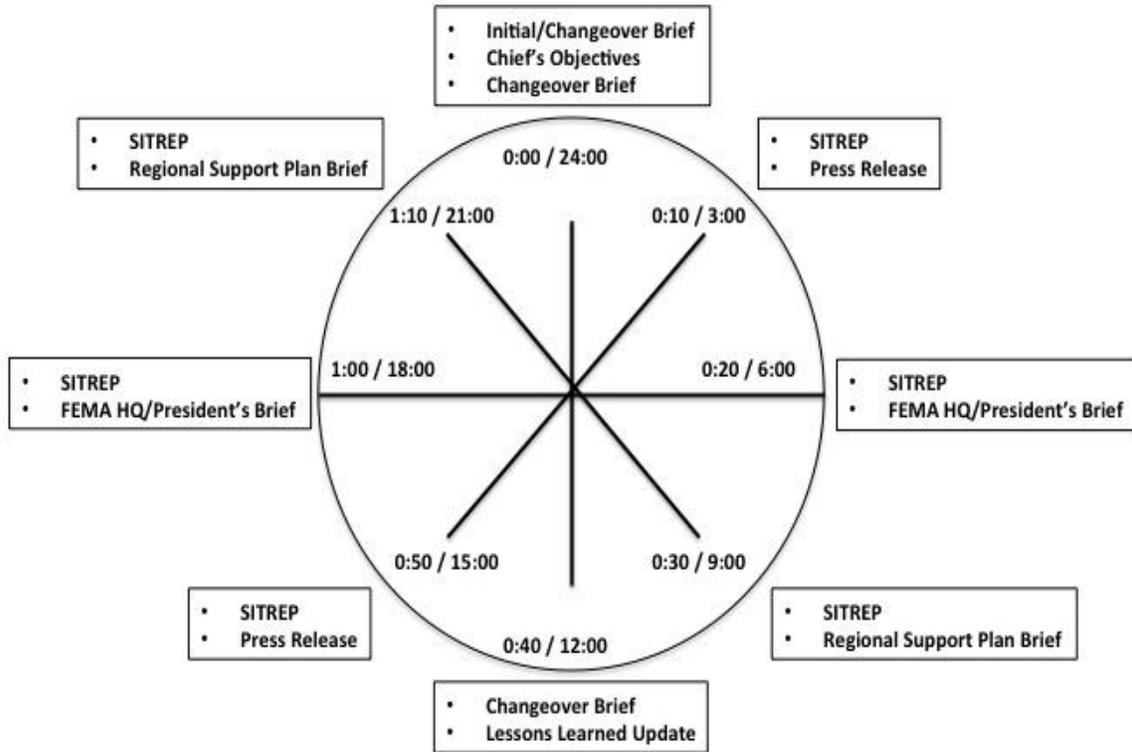 • Initial/Changeover Brief
• Chief's Objectives
• Changeover Brief
• SITREP
• Regional Support Plan Brief
• SITREP
• Press Release
0:00 / 24:00
1:10 / 21:00
0:10 / 3:00
1:00 / 18:00
0:20 / 6:00
• SITREP
• FEMA HQ/President's Brief
• SITREP
• FEMA HQ/President's Brief
0:50 / 15:00
0:30 / 9:00
• SITREP
• Press Release
• SITREP
• Regional Support Plan Brief
0:40 / 12:00
• Changeover Brief
• Lessons Learned Update